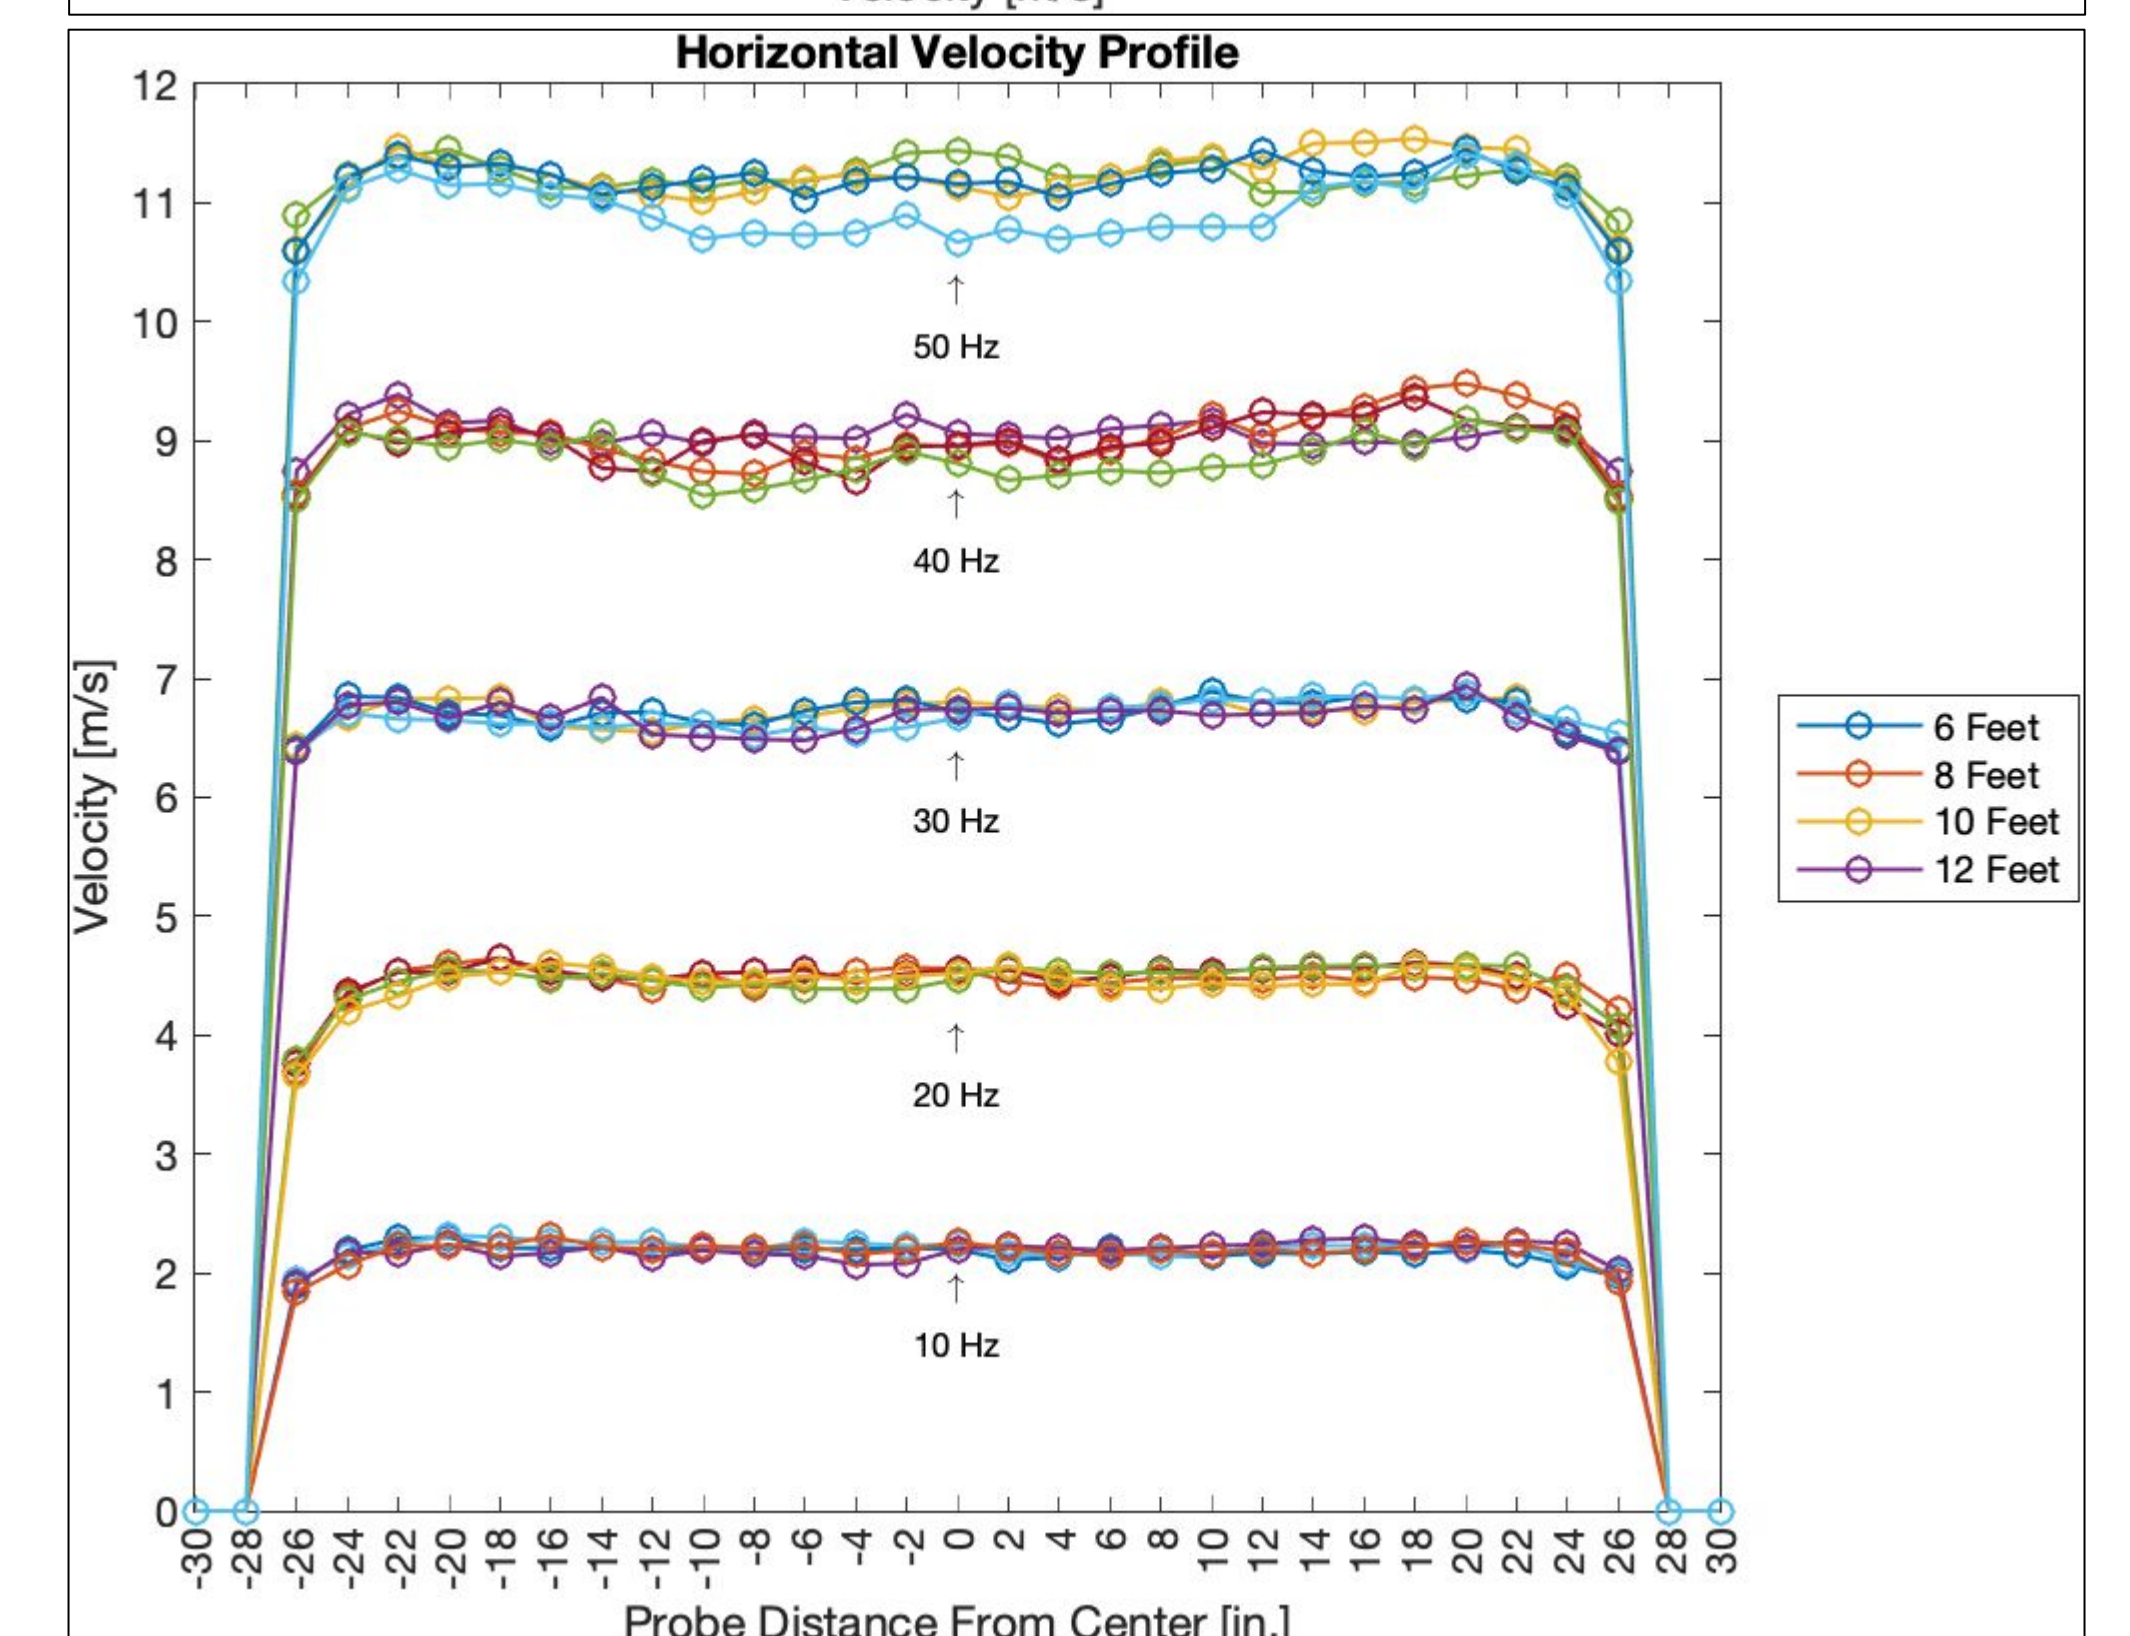 Velocity [m/s]
Horizontal Velocity Profile
12
11
10
9
8
7
6
5
4
3
2
1
0
Velocity [m/s]
50 Hz
40 Hz
30 Hz
20 Hz
10 Hz
6 Feet
8 Feet
10 Feet
12 Feet
-30 -28 -26 -24 -22 -20 -18 -16 -14 -12 -10 -8 -6 -4 -2 0 2 4 6 8 10 12 14 16 18 20 22 24 26 28 30
Probe Distance From Center [in.]